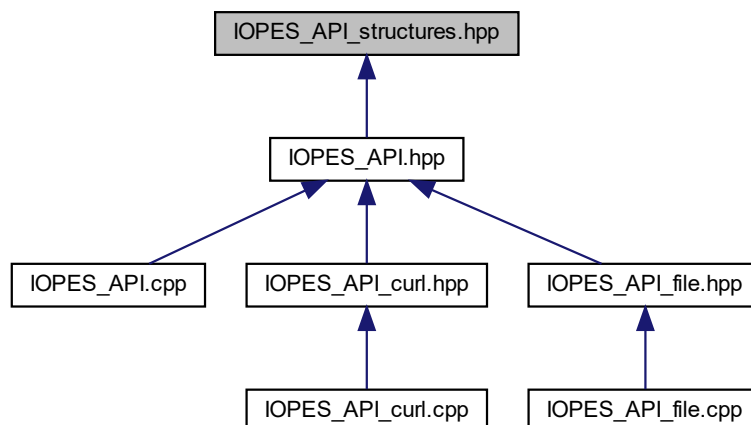 IOPES_API_structures.hpp
IOPES_API.hpp
IOPES_API.cpp
IOPES_API_curl.hpp
IOPES_API_file.hpp
IOPES_API_curl.cpp
IOPES_API_file.cpp